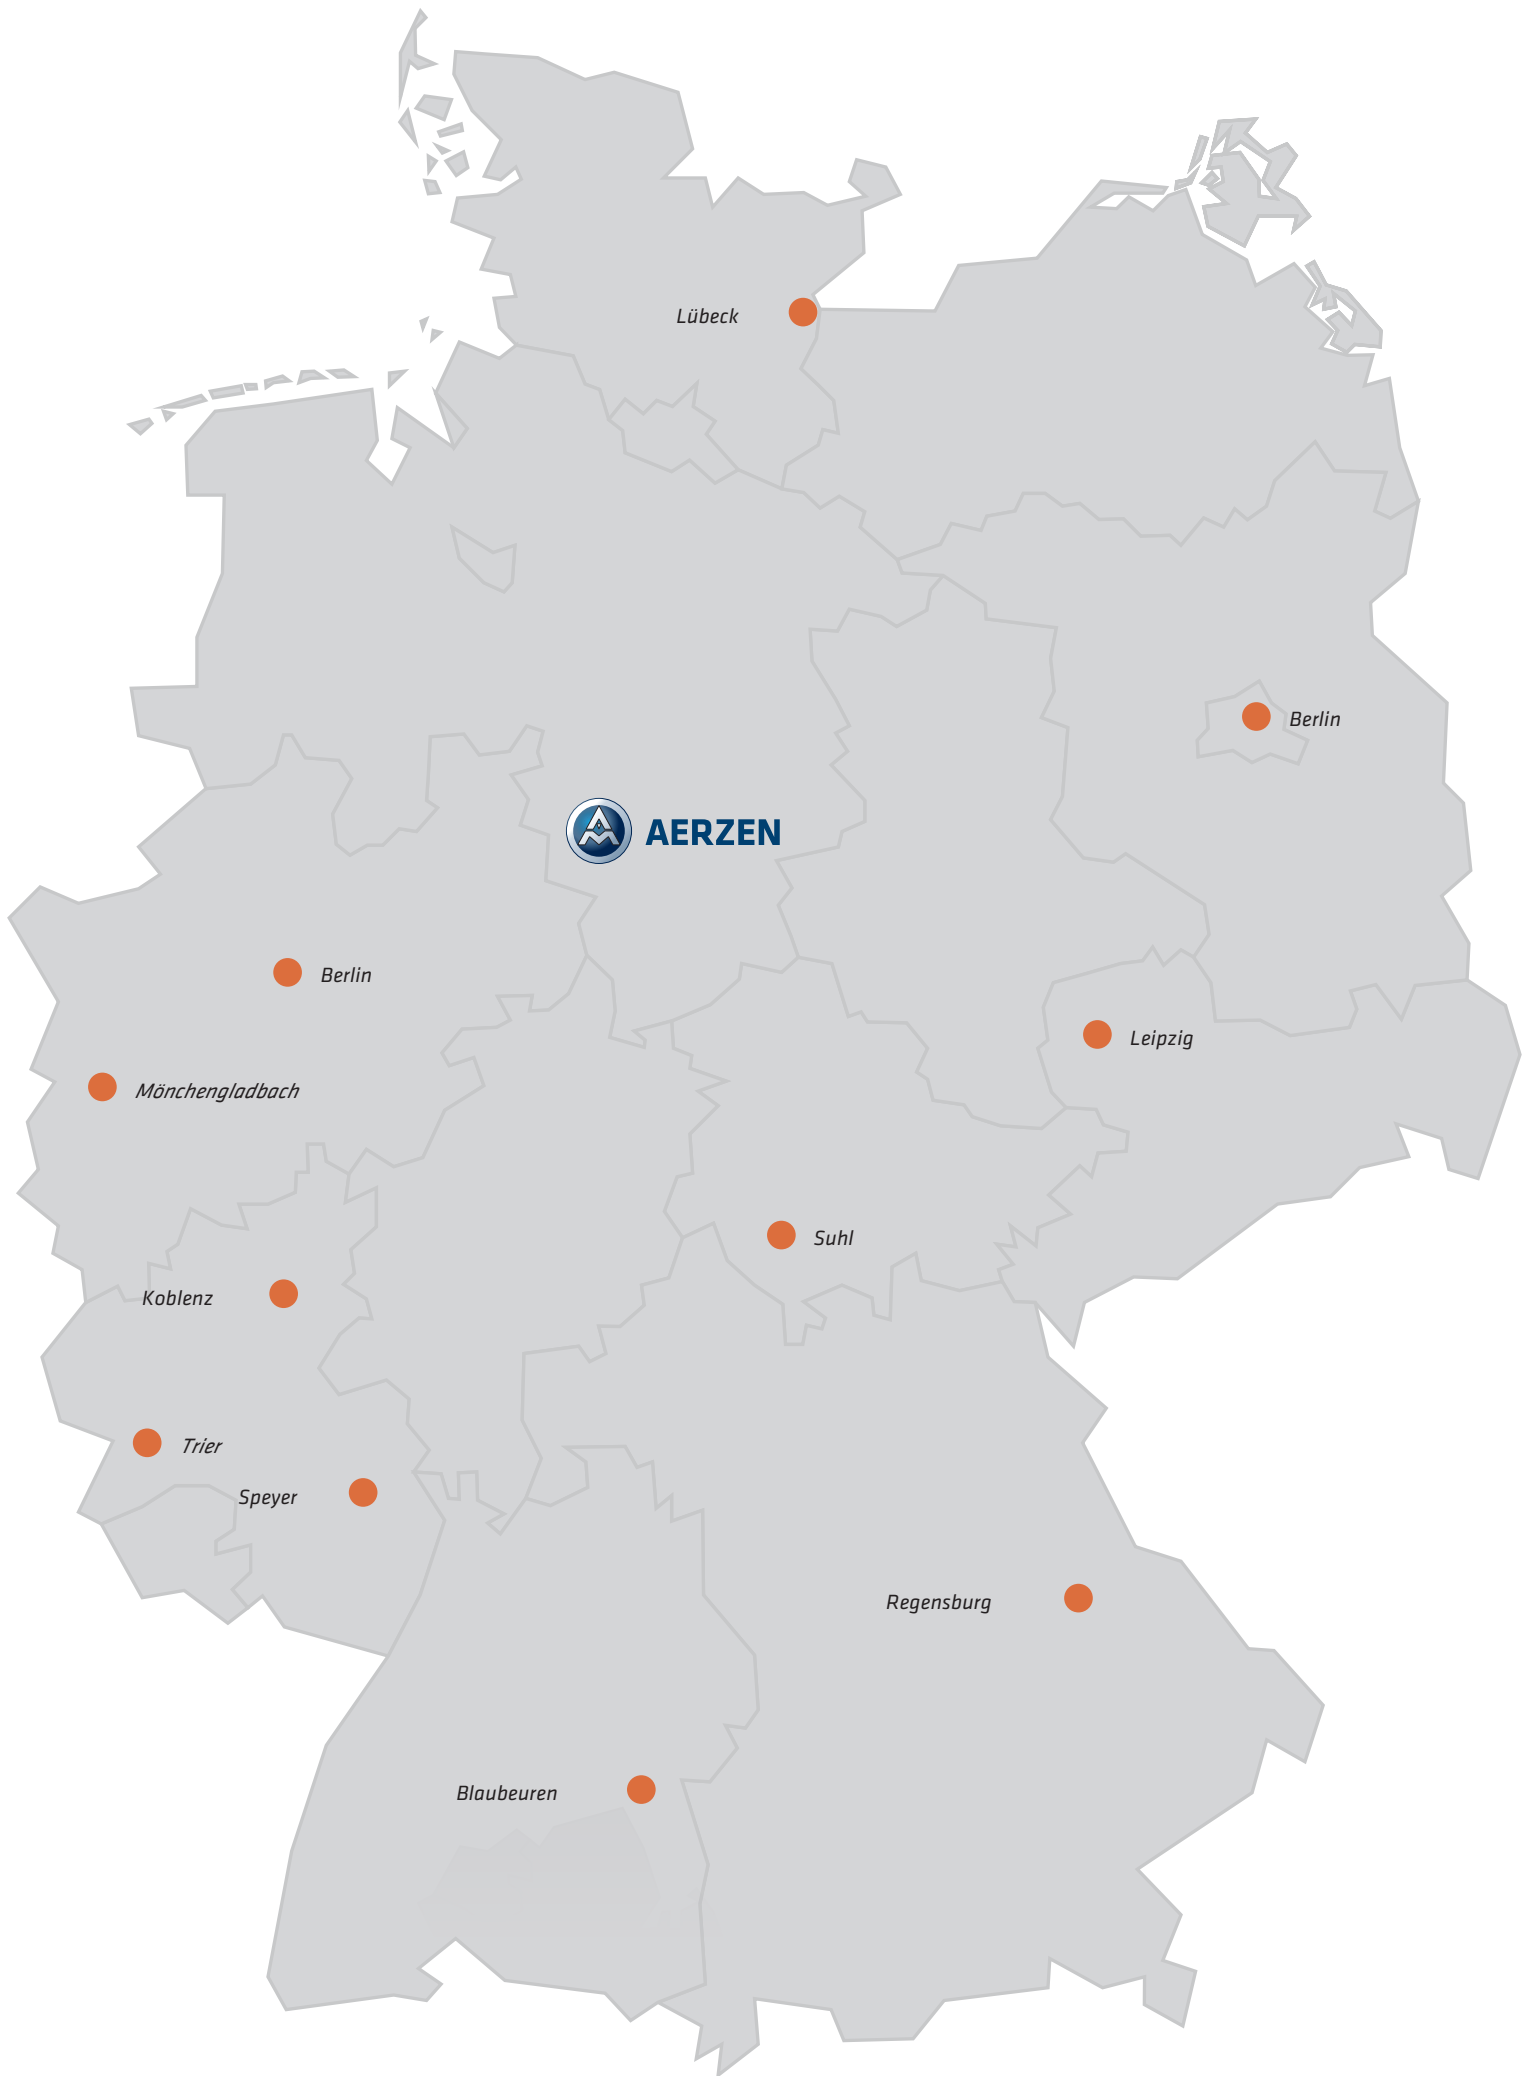 Lübeck
Berlin
AERZEN
Berlin
Leipzig
Mönchengladbach
Suhl
Koblenz
Trier
Speyer
Regensburg
Blaubeuren